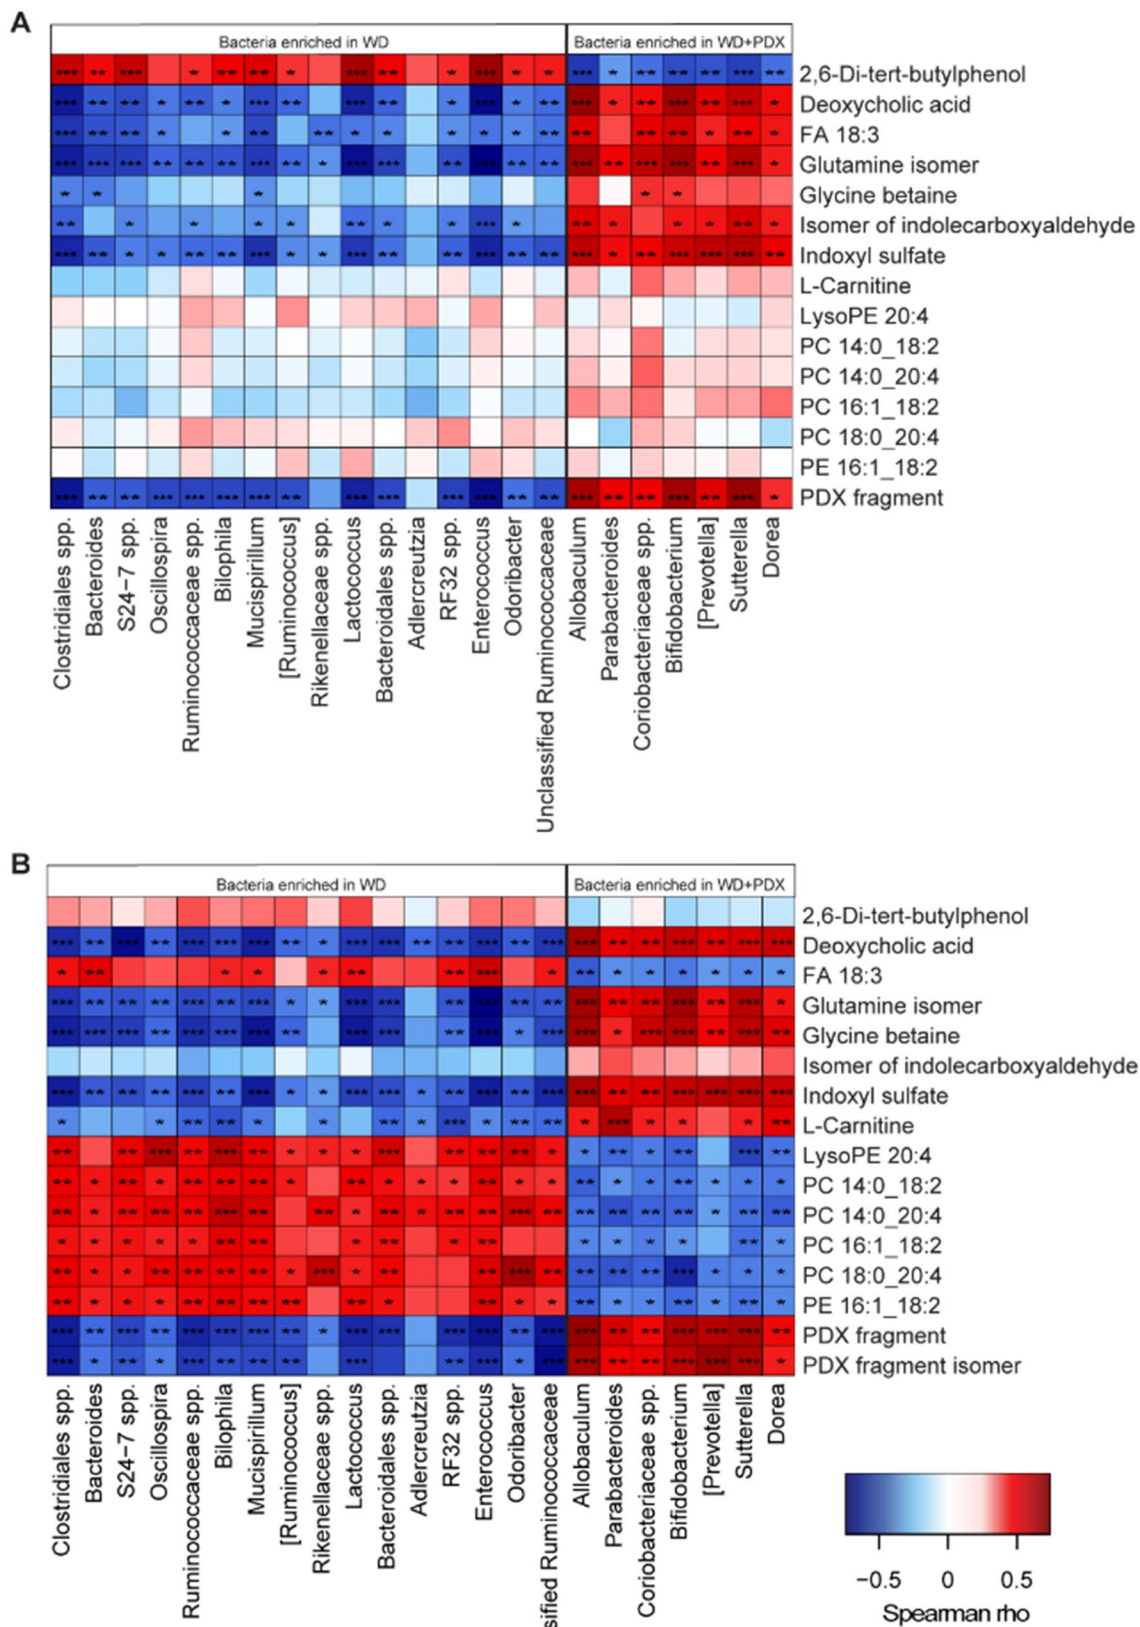 A
Bacteria enriched in WD
Bacteria enriched in WD+PDX
2,6-Di-tert-butylphenol
Deoxycholic acid
FA 18:3
Glutamine isomer
Glycine betaine
Isomer of indolecarboxyaldehyde
Indoxyl sulfate
L-Carnitine
LysoPE 20:4
PC 14:0_18:2
PC 14:0_20:4
PC 16:1_18:2
PC 18:0_20:4
PE 16:1_18:2
PDX fragment
Clostridiales spp.
Bacteroides
S24-7 spp.
Oscillospira
Ruminococcaceae spp.
Bilophila
Mucispirillum
[Ruminococcus]
Rikenellaceae spp.
Lactococcus
Bacteroidales spp.
Adlercreutzia
RF32 spp.
Enterococcus
Odoribacter
Unclassified Ruminoccaceae
Allobaculum
Parabacteroides
Coriobacteriaceae spp.
Bifidobacterium
[Prevotella]
Sutterella
Dorea
B
Bacteria enriched in WD
Bacteria enriched in WD+PDX
2,6-Di-tert-butylphenol
Deoxycholic acid
FA 18:3
Glutamine isomer
Glycine betaine
Isomer of indolecarboxyaldehyde
Indoxyl sulfate
L-Carnitine
LysoPE 20:4
PC 14:0_18:2
PC 14:0_20:4
PC 16:1_18:2
PC 18:0_20:4
PE 16:1_18:2
PDX fragment
PDX fragment isomer
Clostridiales spp.
Bacteroides
S24-7 spp.
Oscillospira
Ruminococcaceae spp.
Bilophila
Mucispirillum
[Ruminococcus]
Rikenellaceae spp.
Lactococcus
Bacteroidales spp.
Adlercreutzia
RF32 spp.
Enterococcus
Odoribacter
sified Ruminoccaceae
Allobaculum
Parabacteroides
Coriobacteriaceae spp.
Bifidobacterium
[Prevotella]
Sutterella
Dorea
−0.5 0 0.5
Spearman rho